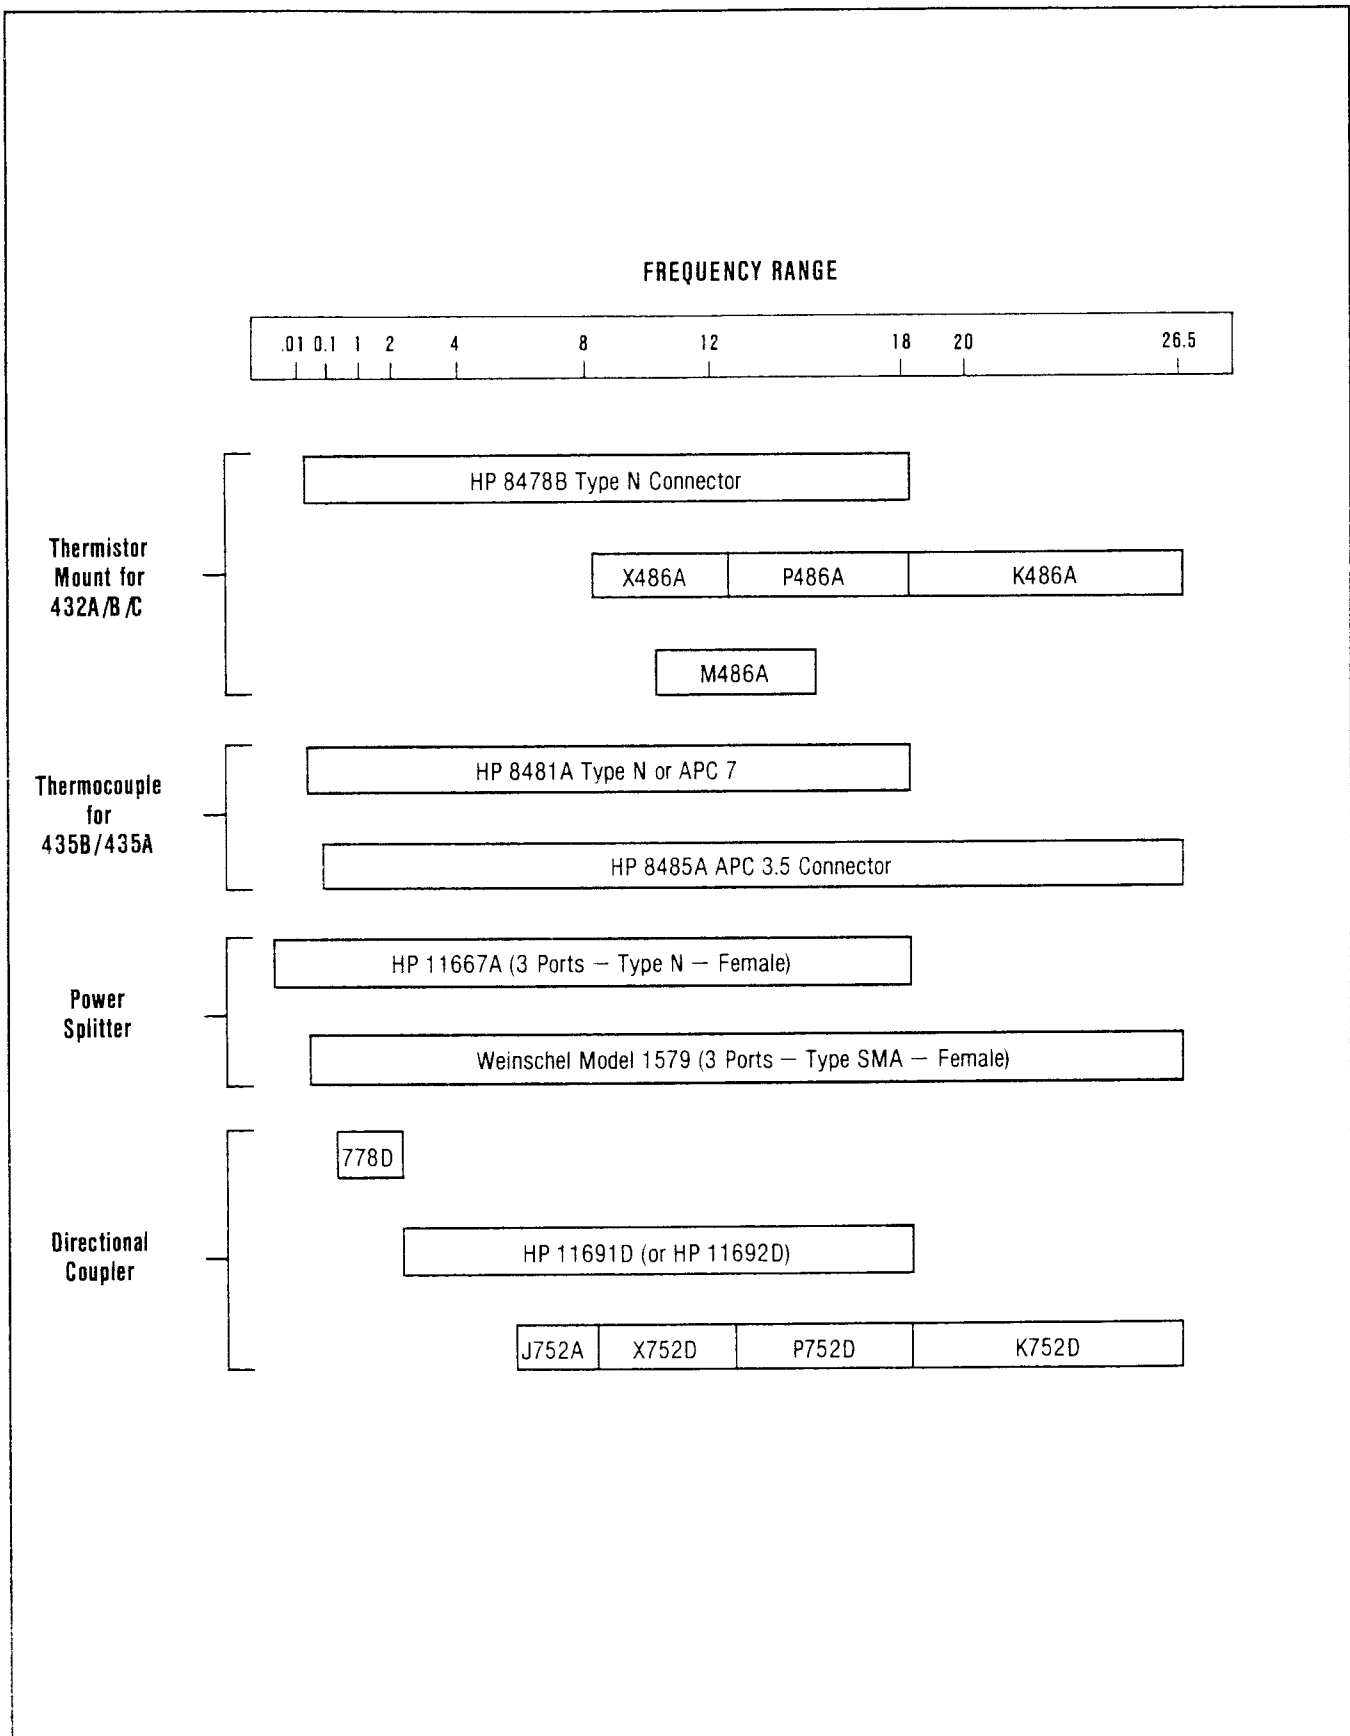 FREQUENCY RANGE
.01 0.1 1 2 4 8 12 18 20 26.5
HP 8478B Type N Connector
Thermistor
Mount for
432A/B/C
X486A P486A K486A
M486A
HP 8481A Type N or APC 7
Thermocouple
for
435B/435A
HP 8485A APC 3.5 Connector
HP 11667A (3 Ports — Type N — Female)
Power
Splitter
Weinschel Model 1579 (3 Ports — Type SMA — Female)
778D
Directional
Coupler
HP 11691D (or HP 11692D)
J752A X752D P752D K752D